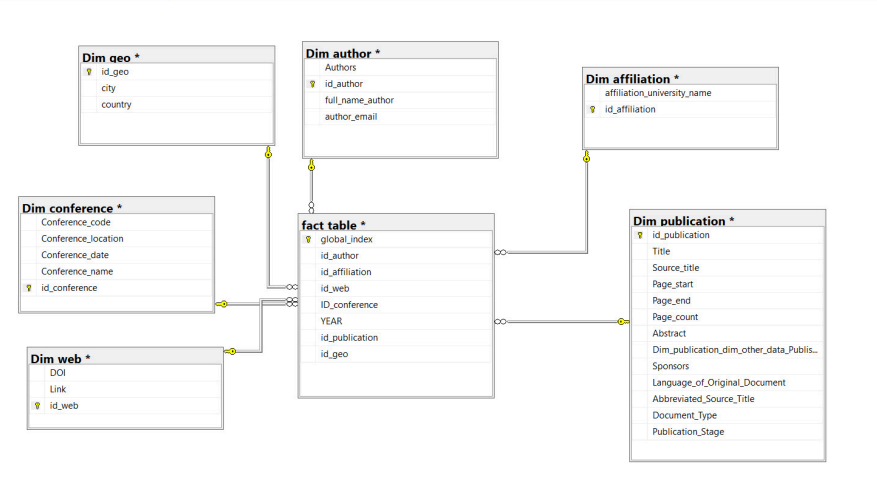 Dim geo *
id_geo
city
country
Dim author *
Authors
id_author
full_name_author
author_email
Dim affiliation *
affiliation_university_name
id_affiliation
Dim conference *
Conference_code
Conference_location
Conference_date
Conference_name
id_conference
fact table *
global_index
id_author
id_affiliation
id_web
ID_conference
YEAR
id_publication
id_geo
Dim publication *
id_publication
Title
Source_title
Page_start
Page_end
Page_count
Abstract
Dim_publication_dim_other_data_Publis...
Sponsors
Language_of_Original_Document
Abbreviated_Source_Title
Document_Type
Publication_Stage
Dim web *
DOI
Link
id_web